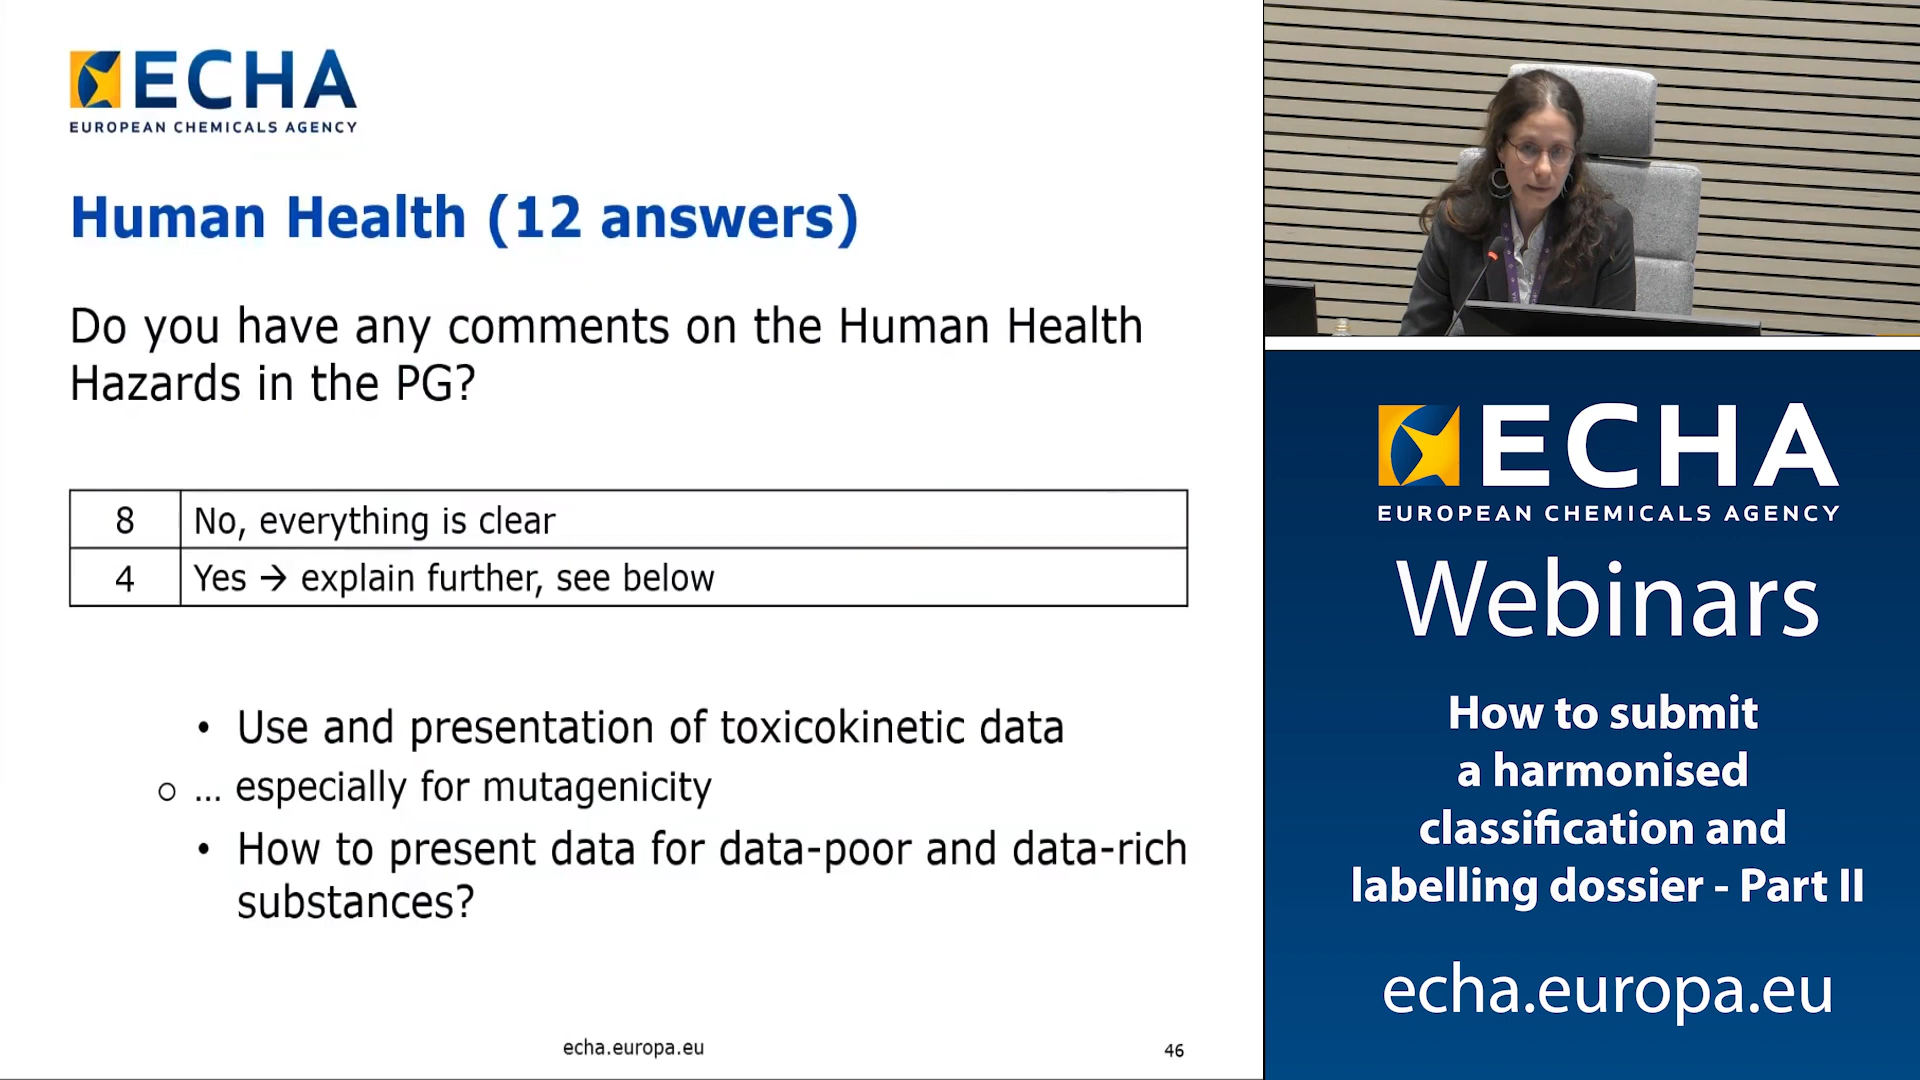 ECHA
EUROPEAN CHEMICALS AGENCY
Human Health (12 answers)
Do you have any comments on the Human Health
Hazards in the PG?
8 No, everything is clear
4 Yes → explain further, see below
• Use and presentation of toxicokinetic data
o ... especially for mutagenicity
• How to present data for data-poor and data-rich
substances?
echa.europa.eu
46
ECHA
EUROPEAN CHEMICALS AGENCY
Webinars
How to submit
a harmonised
classification and
labelling dossier - Part II
echa.europa.eu